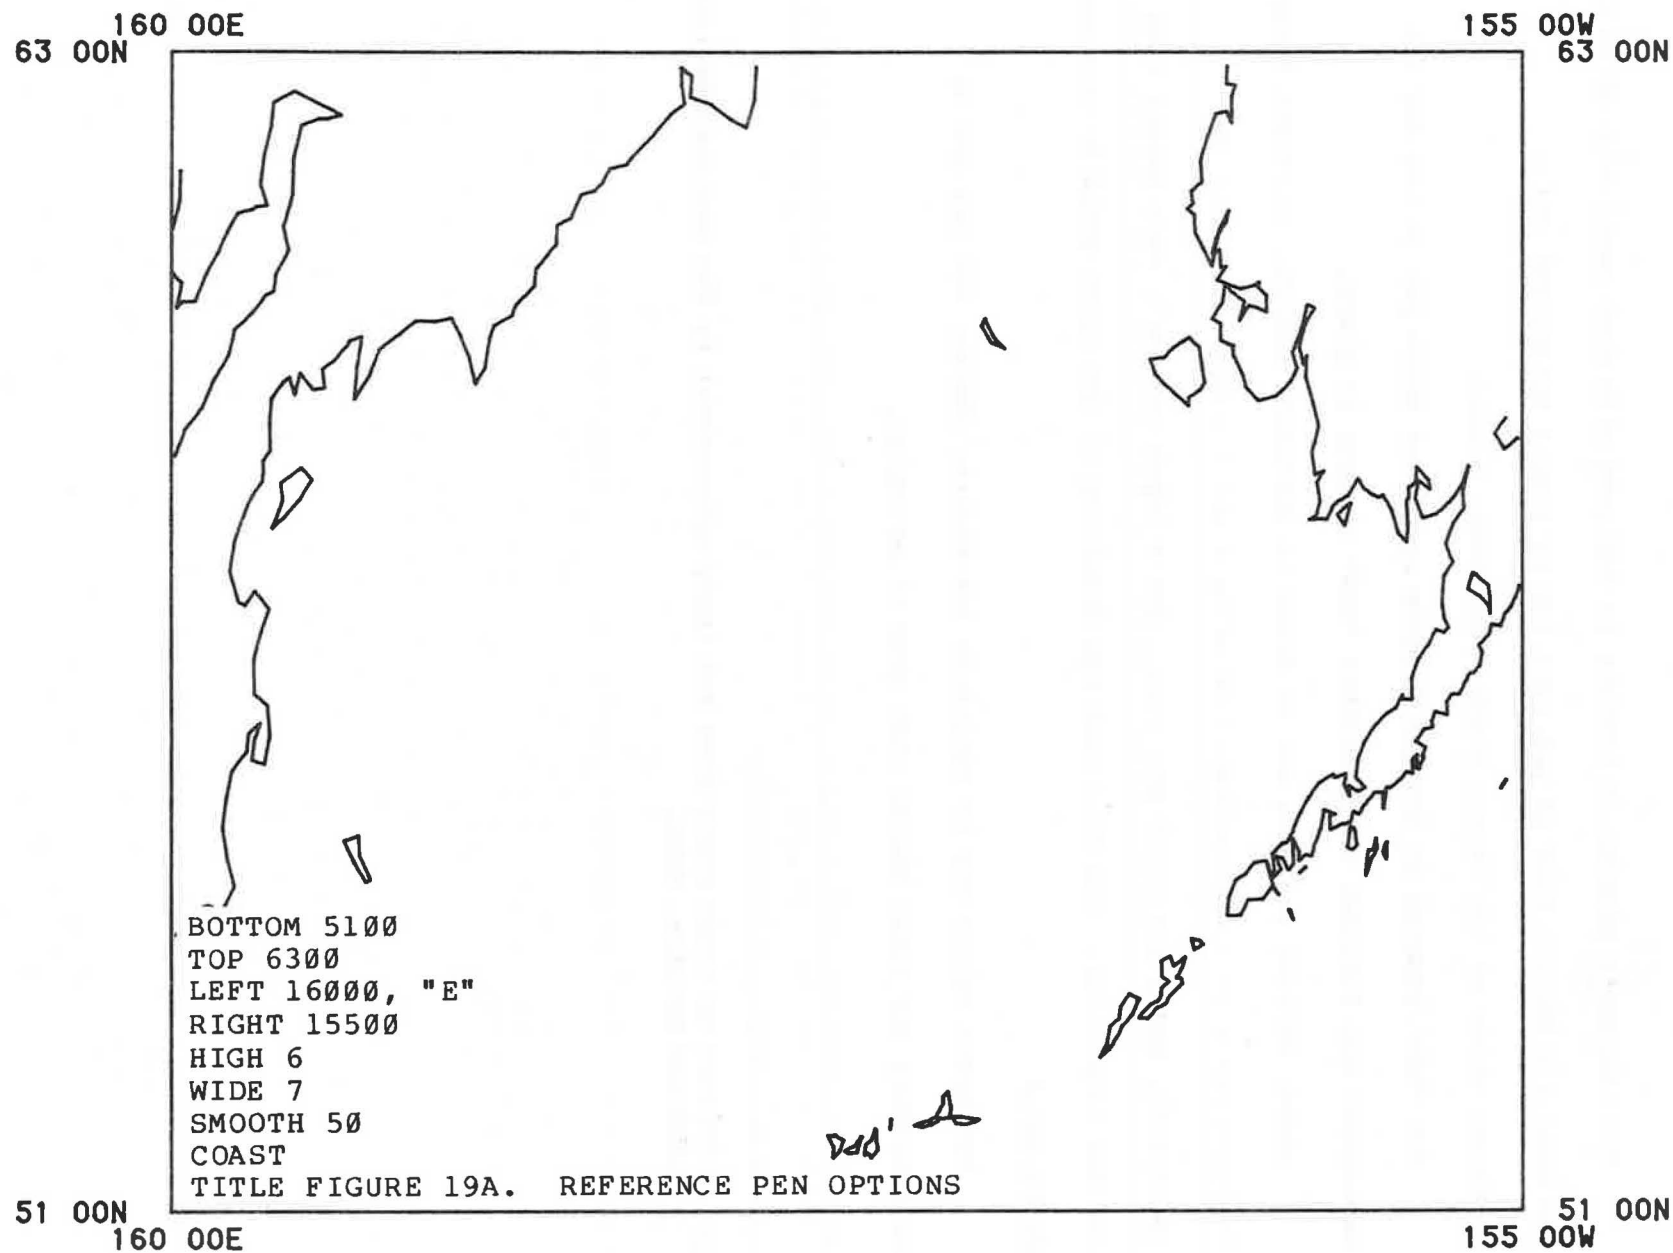 160 00E 155 00W
63 00N 63 00N
BOTTOM 5100
TOP 6300
LEFT 16000, "E"
RIGHT 15500
HIGH 6
WIDE 7
SMOOTH 50
COAST
TITLE FIGURE 19A. REFERENCE PEN OPTIONS
51 00N 51 00N
160 00E 155 00W